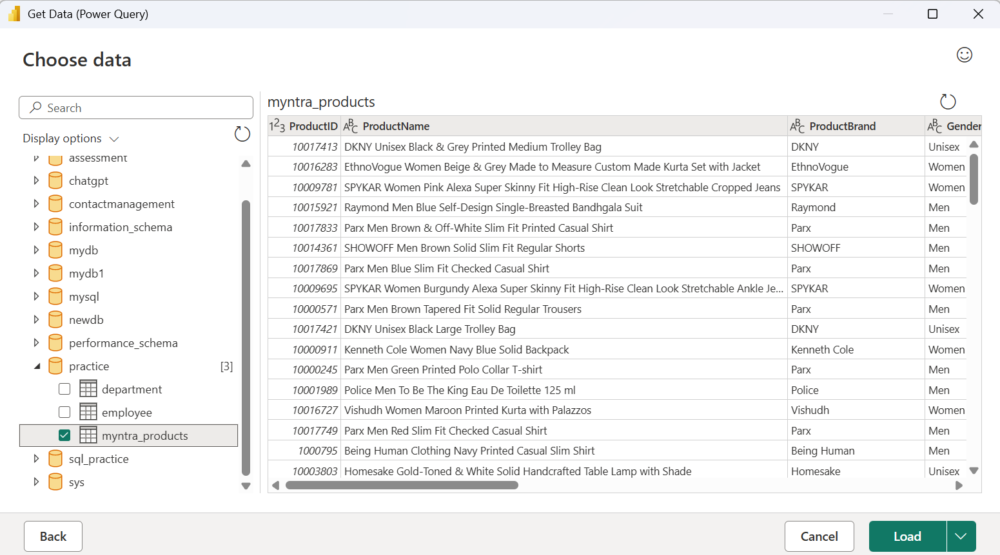 Get Data (Power Query)
Choose data
Search
Display options
assessment
chatgpt
contactmanagement
information_schema
mydb
mydb1
mysql
newdb
performance_schema
practice [3]
department
employee
myntra_products
sql_practice
sys
myntra_products
1 2 3 ProductID ABC ProductName ABC ProductBrand ABC Gender
10017413 DKNY Unisex Black & Grey Printed Medium Trolley Bag DKNY Unisex
10016283 EthnoVogue Women Beige & Grey Made to Measure Custom Made Kurta Set with Jacket EthnoVogue Women
10009781 SPYKAR Women Pink Alexa Super Skinny Fit High-Rise Clean Look Stretchable Cropped Jeans SPYKAR Women
10015921 Raymond Men Blue Self-Design Single-Breasted Bandhgala Suit Raymond Men
10017833 Parx Men Brown & Off-White Slim Fit Printed Casual Shirt Parx Men
10014361 SHOWOFF Men Brown Solid Slim Fit Regular Shorts SHOWOFF Men
10017869 Parx Men Blue Slim Fit Checked Casual Shirt Parx Men
10009695 SPYKAR Women Burgundy Alexa Super Skinny Fit High-Rise Clean Look Stretchable Ankle Je... SPYKAR Women
10000571 Parx Men Brown Tapered Fit Solid Regular Trousers Parx Men
10017421 DKNY Unisex Black Large Trolley Bag DKNY Unisex
10000911 Kenneth Cole Women Navy Blue Solid Backpack Kenneth Cole Women
10000245 Parx Men Green Printed Polo Collar T-shirt Parx Men
10001989 Police Men To Be The King Eau De Toilette 125 ml Police Men
10016727 Vishudh Women Maroon Printed Kurta with Palazzos Vishudh Women
10017749 Parx Men Red Slim Fit Checked Casual Shirt Parx Men
1000795 Being Human Clothing Navy Printed Casual Slim Shirt Being Human Men
10003803 Homesake Gold-Toned & White Solid Handcrafted Table Lamp with Shade Homesake Unisex
Back
Cancel
Load